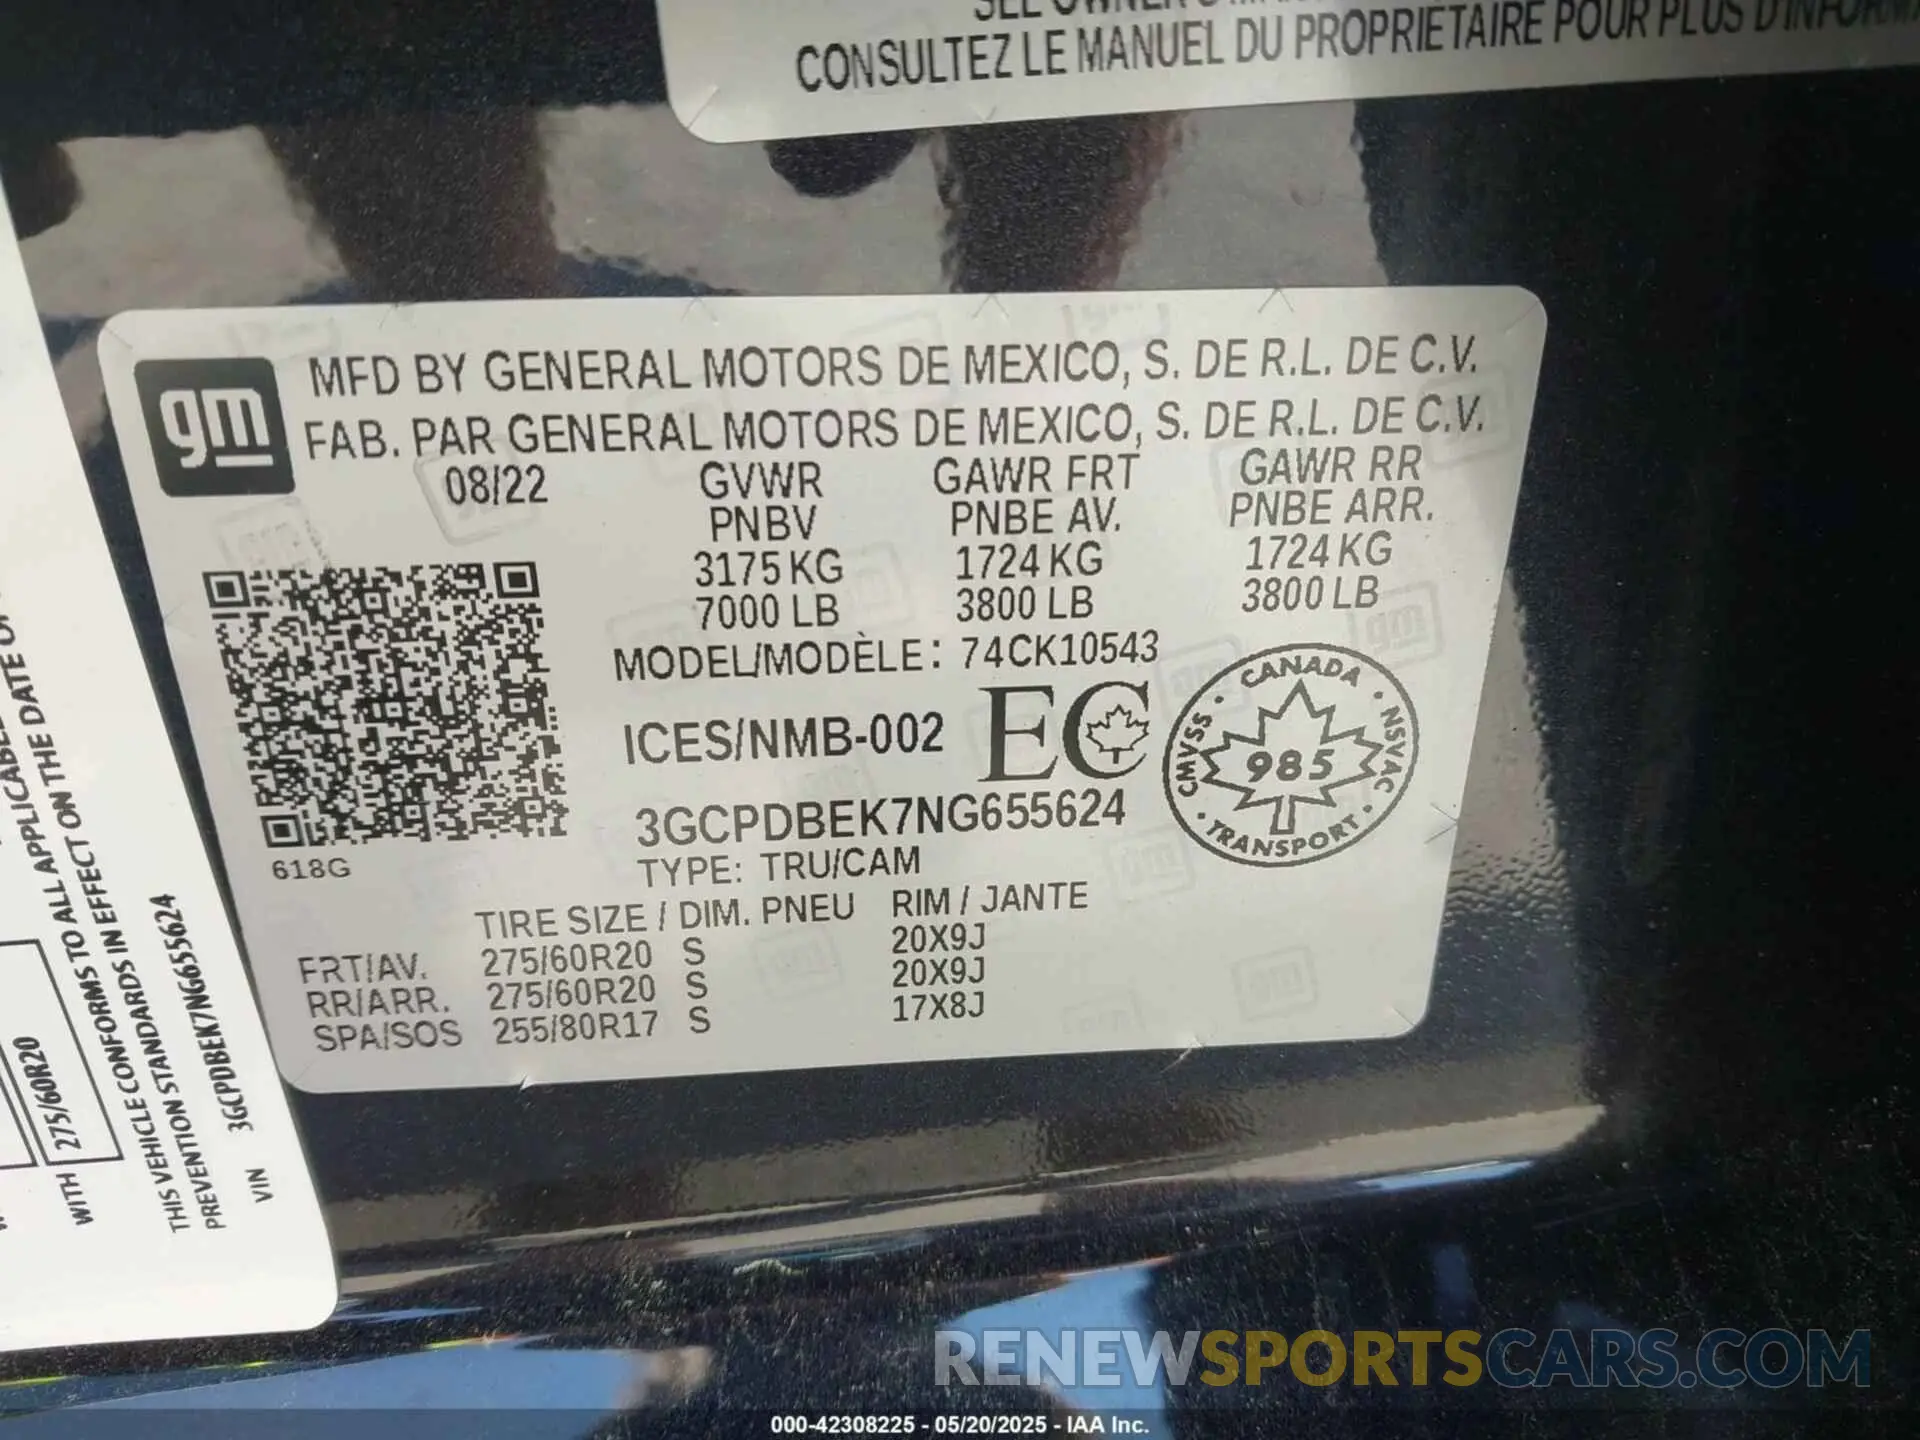 CONSULTEZ LE MANUEL DU PROPRIÉTAIRE POUR PLUS
gm
MFD BY GENERAL MOTORS DE MEXICO, S. DE R.L. DE C.V.
FAB. PAR GENERAL MOTORS DE MEXICO, S. DE R.L. DE C.V.
08/22 GVWR GAWR FRT GAWR RR
PNBV PNBE AV. PNBE ARR.
3175 KG 1724 KG 1724 KG
7000 LB 3800 LB 3800 LB
MODEL/MODÈLE: 74CK10543
ICES/NMB-002 EC
CANADA
CMVSS 985 NSVAC
TRANSPORT
3GCPDBEK7NG655624
618G
TYPE: TRU/CAM
TIRE SIZE / DIM. PNEU RIM / JANTE
FRT/AV. 275/60R20 S 20X9J
RR/ARR. 275/60R20 S 20X9J
SPA/SOS 255/80R17 S 17X8J
275/60R20
WITH
THIS VEHICLE CONFORMS TO ALL APPLICABLE
PREVENTION STANDARDS IN EFFECT ON THE DATE OF
VIN 3GCPDBEK7NG655624
RENEWSPORTSCARS.COM
000-42308225 - 05/20/2025 - IAA Inc.